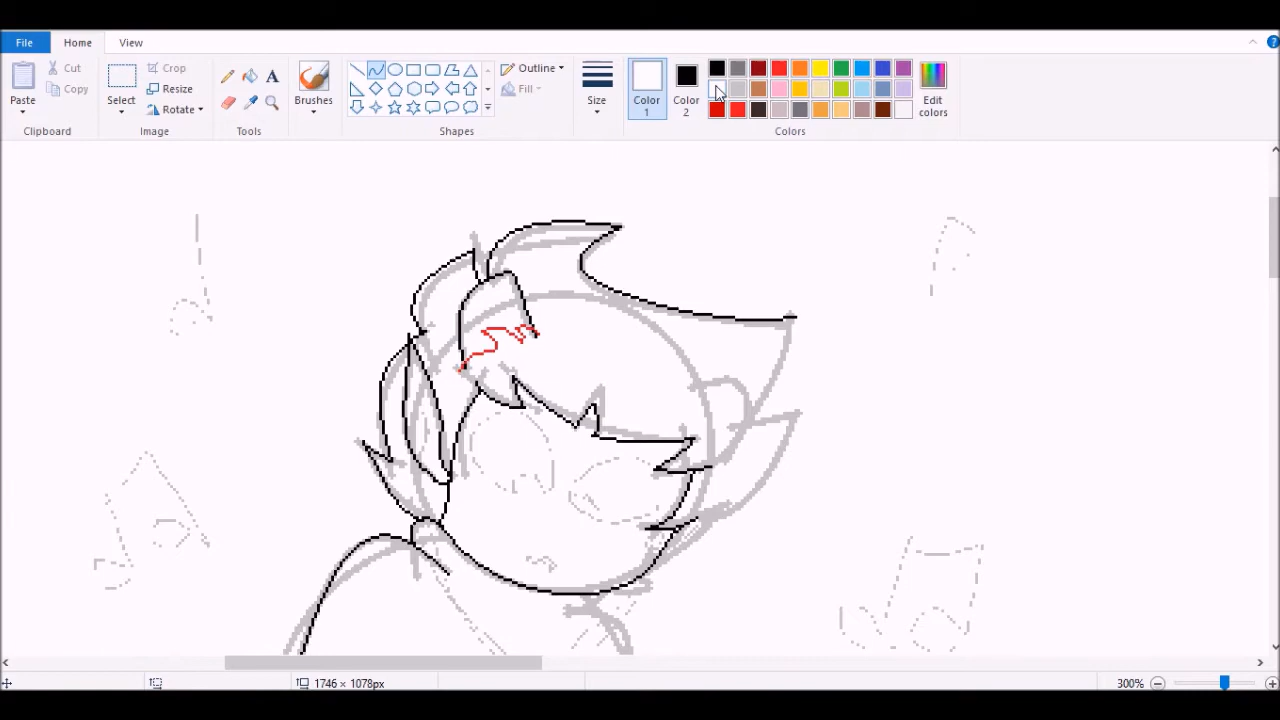 File Home View
Paste
Cut
Copy
Clipboard
Select
Crop
Resize
Rotate
Image
A
Tools
Brushes
Outline
Fill
Shapes
Size
Color 1
Color 2
Edit colors
Colors
1746 × 1078px
300%